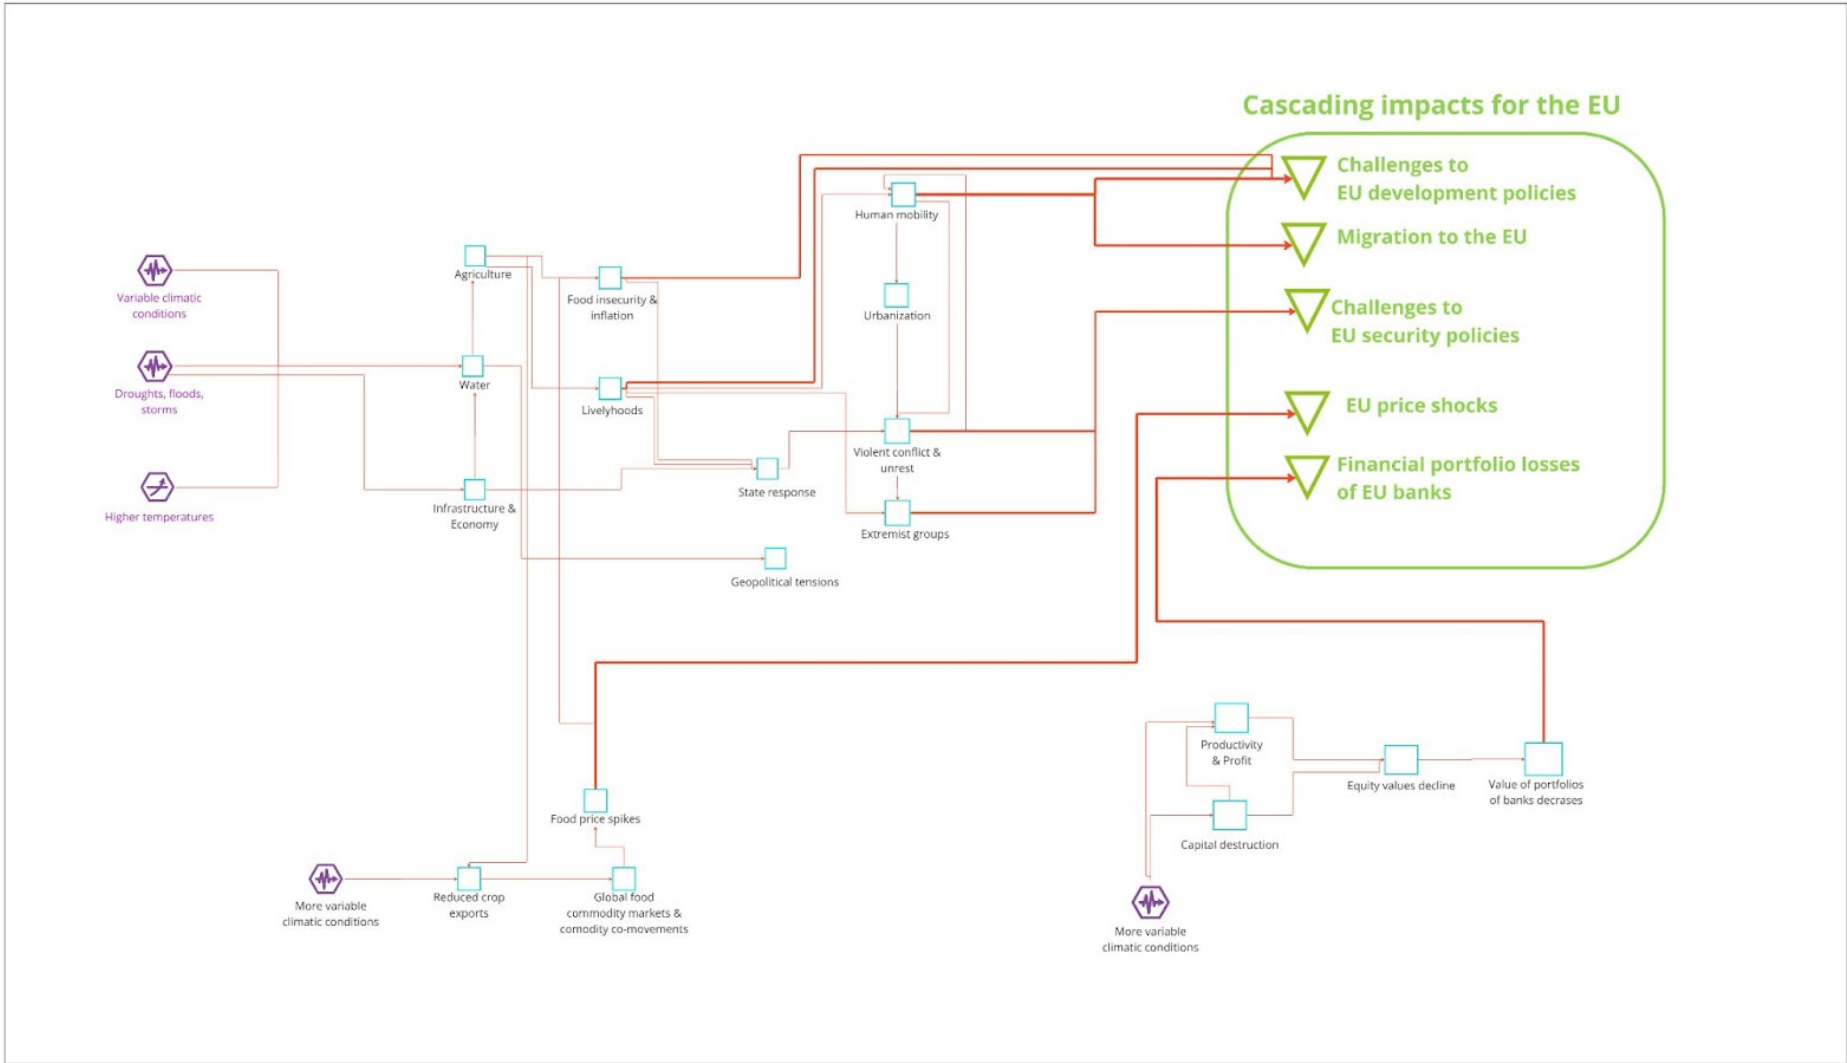 Cascading impacts for the EU
Challenges to
EU development policies
Migration to the EU
Challenges to
EU security policies
EU price shocks
Financial portfolio losses
of EU banks
Variable climatic
conditions
Droughts, floods,
storms
Higher temperatures
Agriculture
Water
Infrastructure &
Economy
Food insecurity &
inflation
Livelyhoods
State response
Geopolitical tensions
Human mobility
Urbanization
Violent conflict &
unrest
Extremist groups
Food price spikes
More variable
climatic conditions
Reduced crop
exports
Global food
commodity markets &
comodity co-movements
Productivity
& Profit
Capital destruction
Equity values decline
Value of portfolios
of banks decrases
More variable
climatic conditions